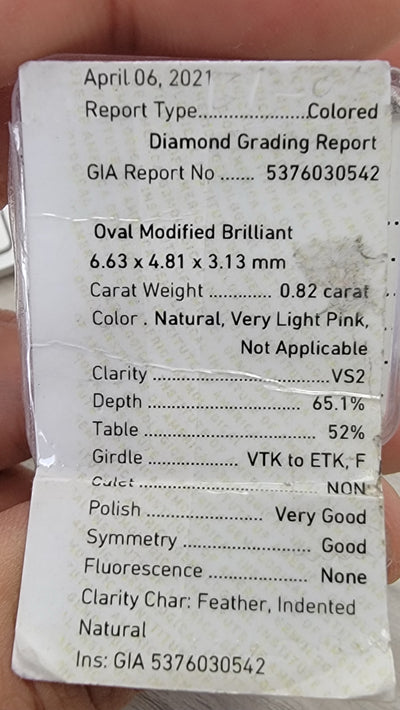 April 06, 2021
Report Type......................Colored
Diamond Grading Report
GIA Report No ....... 5376030542
Oval Modified Brilliant
6.63 x 4.81 x 3.13 mm
Carat Weight ............ 0.82 carat
Color . Natural, Very Light Pink,
Not Applicable
Clarity ..................................VS2
Depth ............................. 65.1%
Table ................................ 52%
Girdle ................. VTK to ETK, F
Culet ................................ NON
Polish ...................... Very Good
Symmetry ........................ Good
Fluorescence .................. None
Clarity Char: Feather, Indented
Natural
Ins: GIA 5376030542